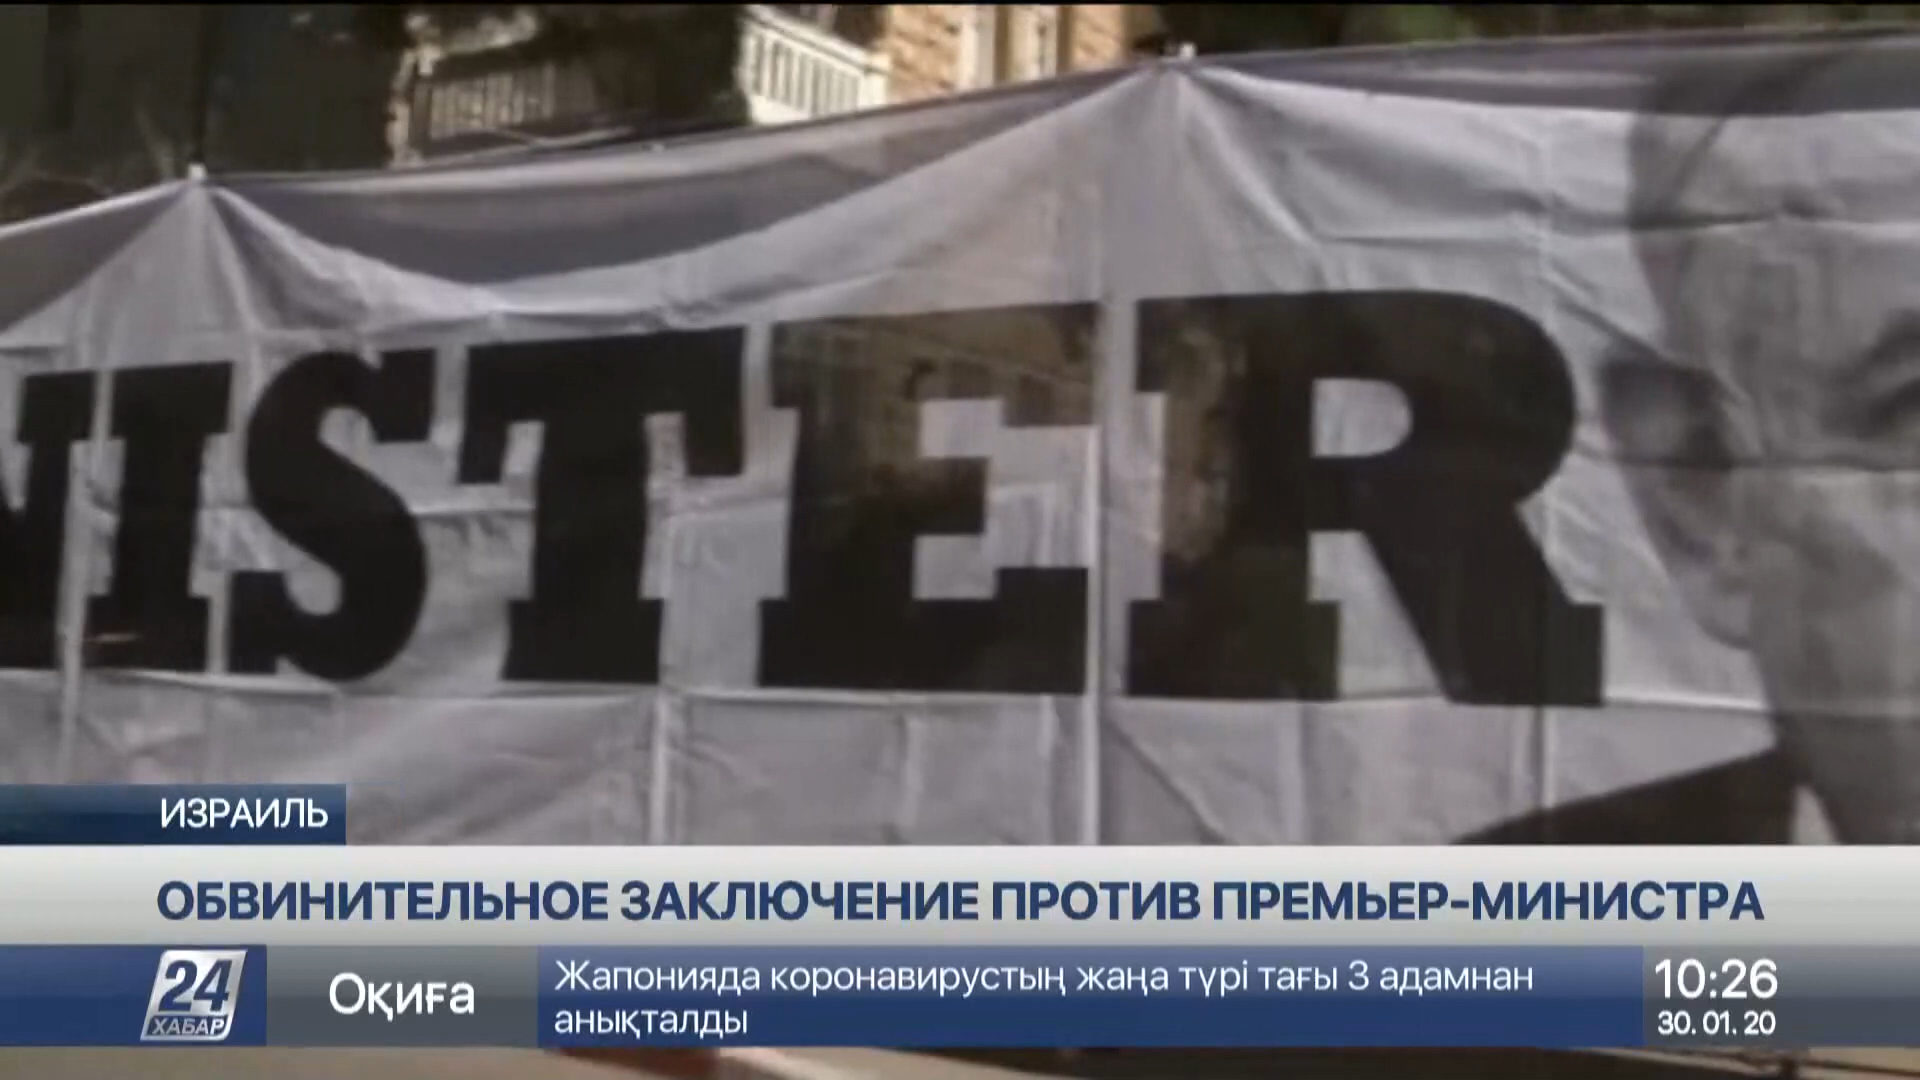 NISTER
ИЗРАИЛЬ
ОБВИНИТЕЛЬНОЕ ЗАКЛЮЧЕНИЕ ПРОТИВ ПРЕМЬЕР-МИНИСТРА
24
ХАБАР
Оқиға
Жапонияда коронавирустың жаңа түрі тағы 3 адамнан
анықталды
10:26
30. 01. 20